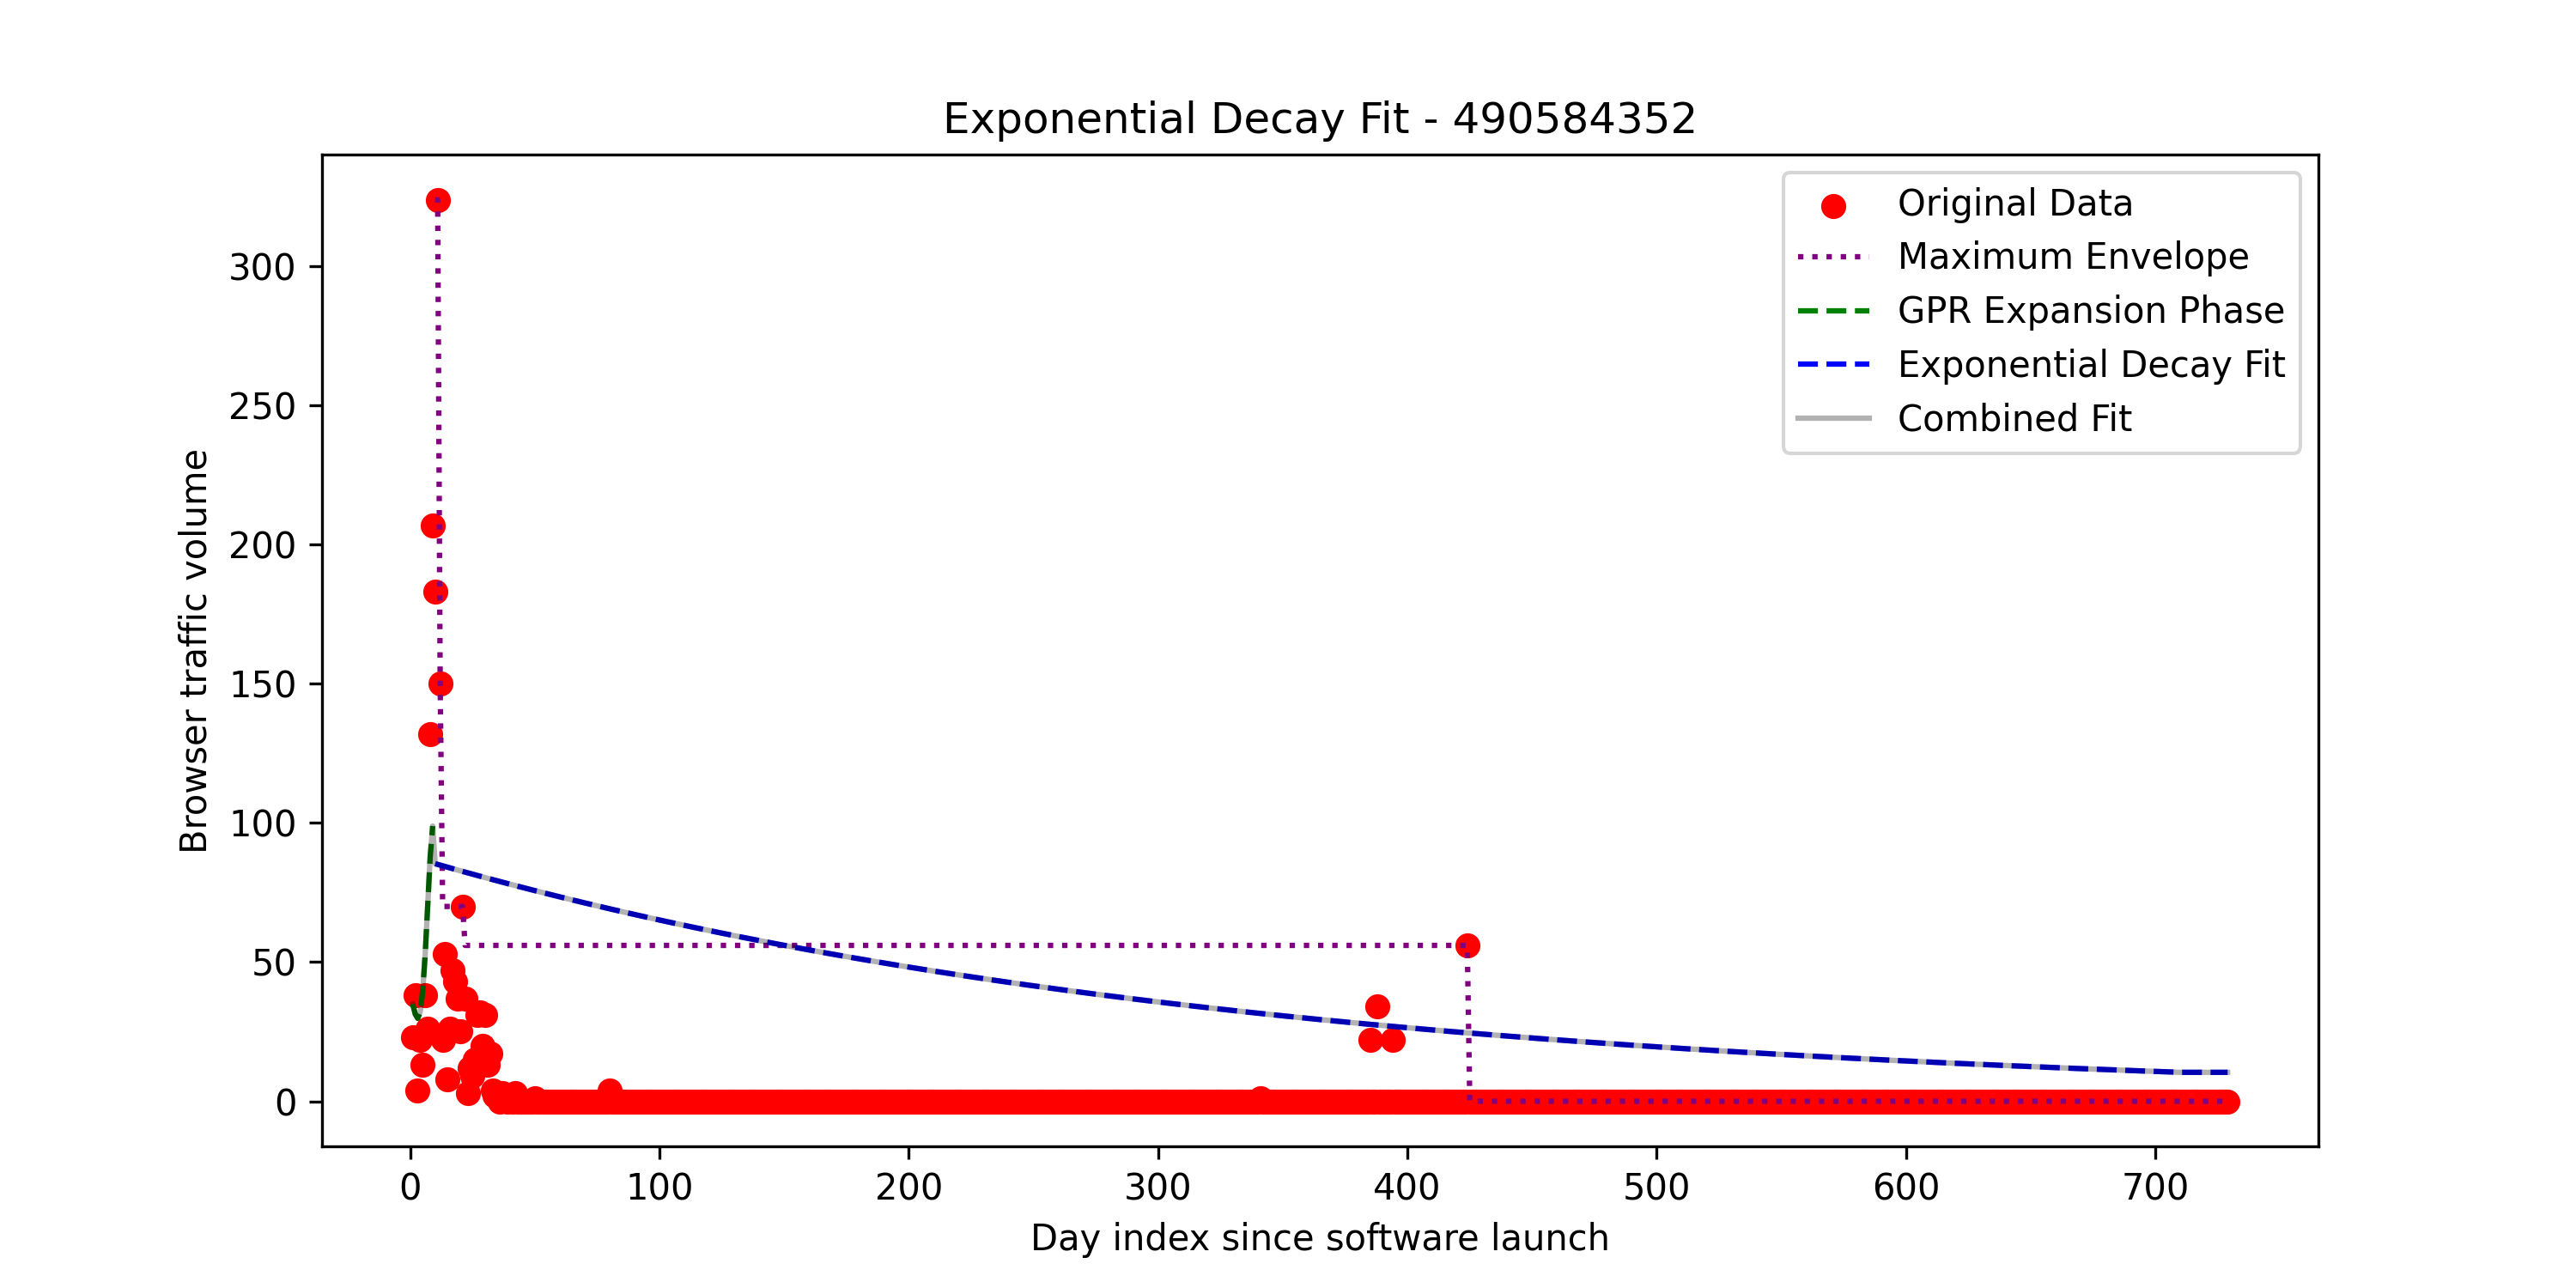 Exponential Decay Fit - 490584352
Original Data
Maximum Envelope
GPR Expansion Phase
Exponential Decay Fit
Combined Fit
Browser traffic volume
300
250
200
150
100
50
0
0 100 200 300 400 500 600 700
Day index since software launch